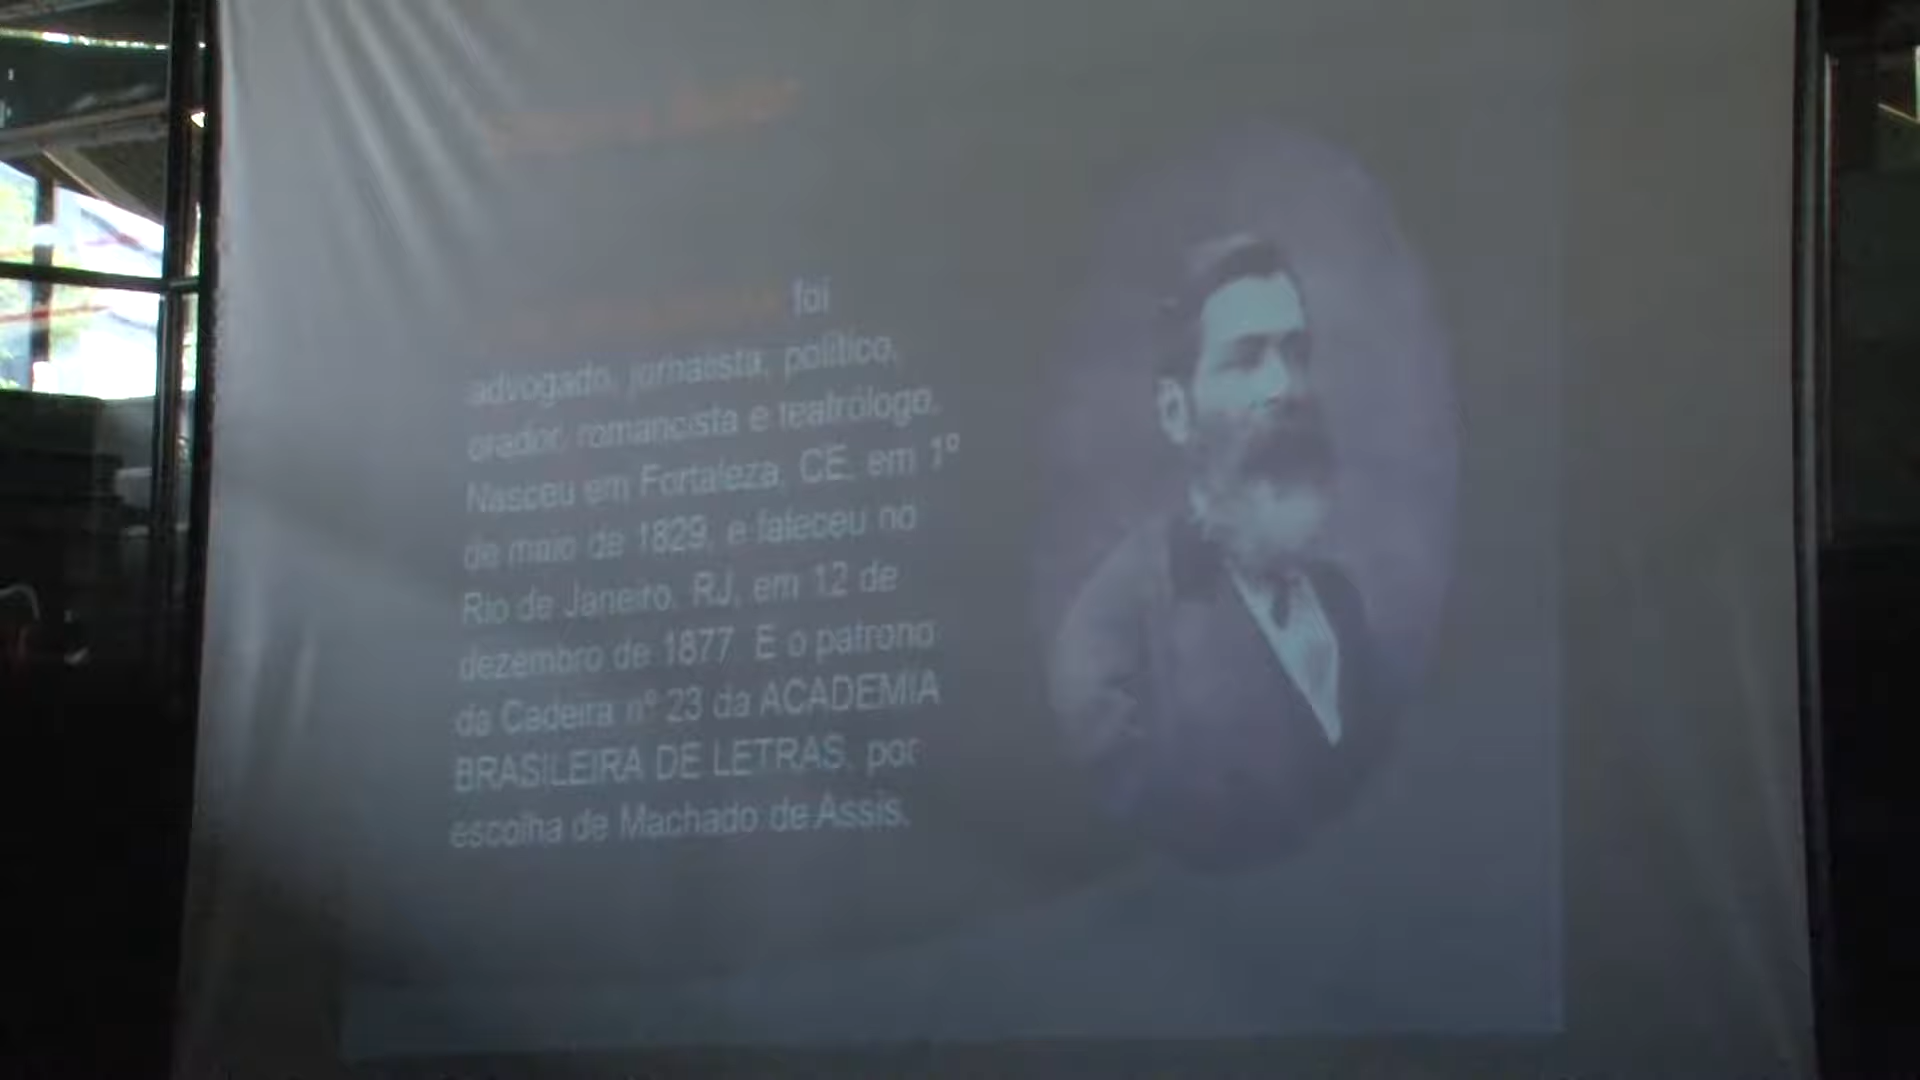 foi
advogado, jornalista, político,
orador, romancista e teatrólogo.
Nasceu em Fortaleza, CE, em 1º
de maio de 1829, e faleceu no
Rio de Janeiro, RJ, em 12 de
dezembro de 1877. É o patrono
da Cadeira nº 23 da ACADEMIA
BRASILEIRA DE LETRAS, por
escolha de Machado de Assis.